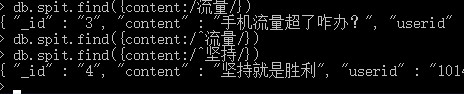 > db.spit.find({content:/流量/})
{ "_id" : "3", "content" : "手机流量超了咋办？", "userid"
> db.spit.find({content:/^流量/})
> db.spit.find({content:/^坚持/})
{ "_id" : "4", "content" : "坚持就是胜利", "userid" : "1014
>